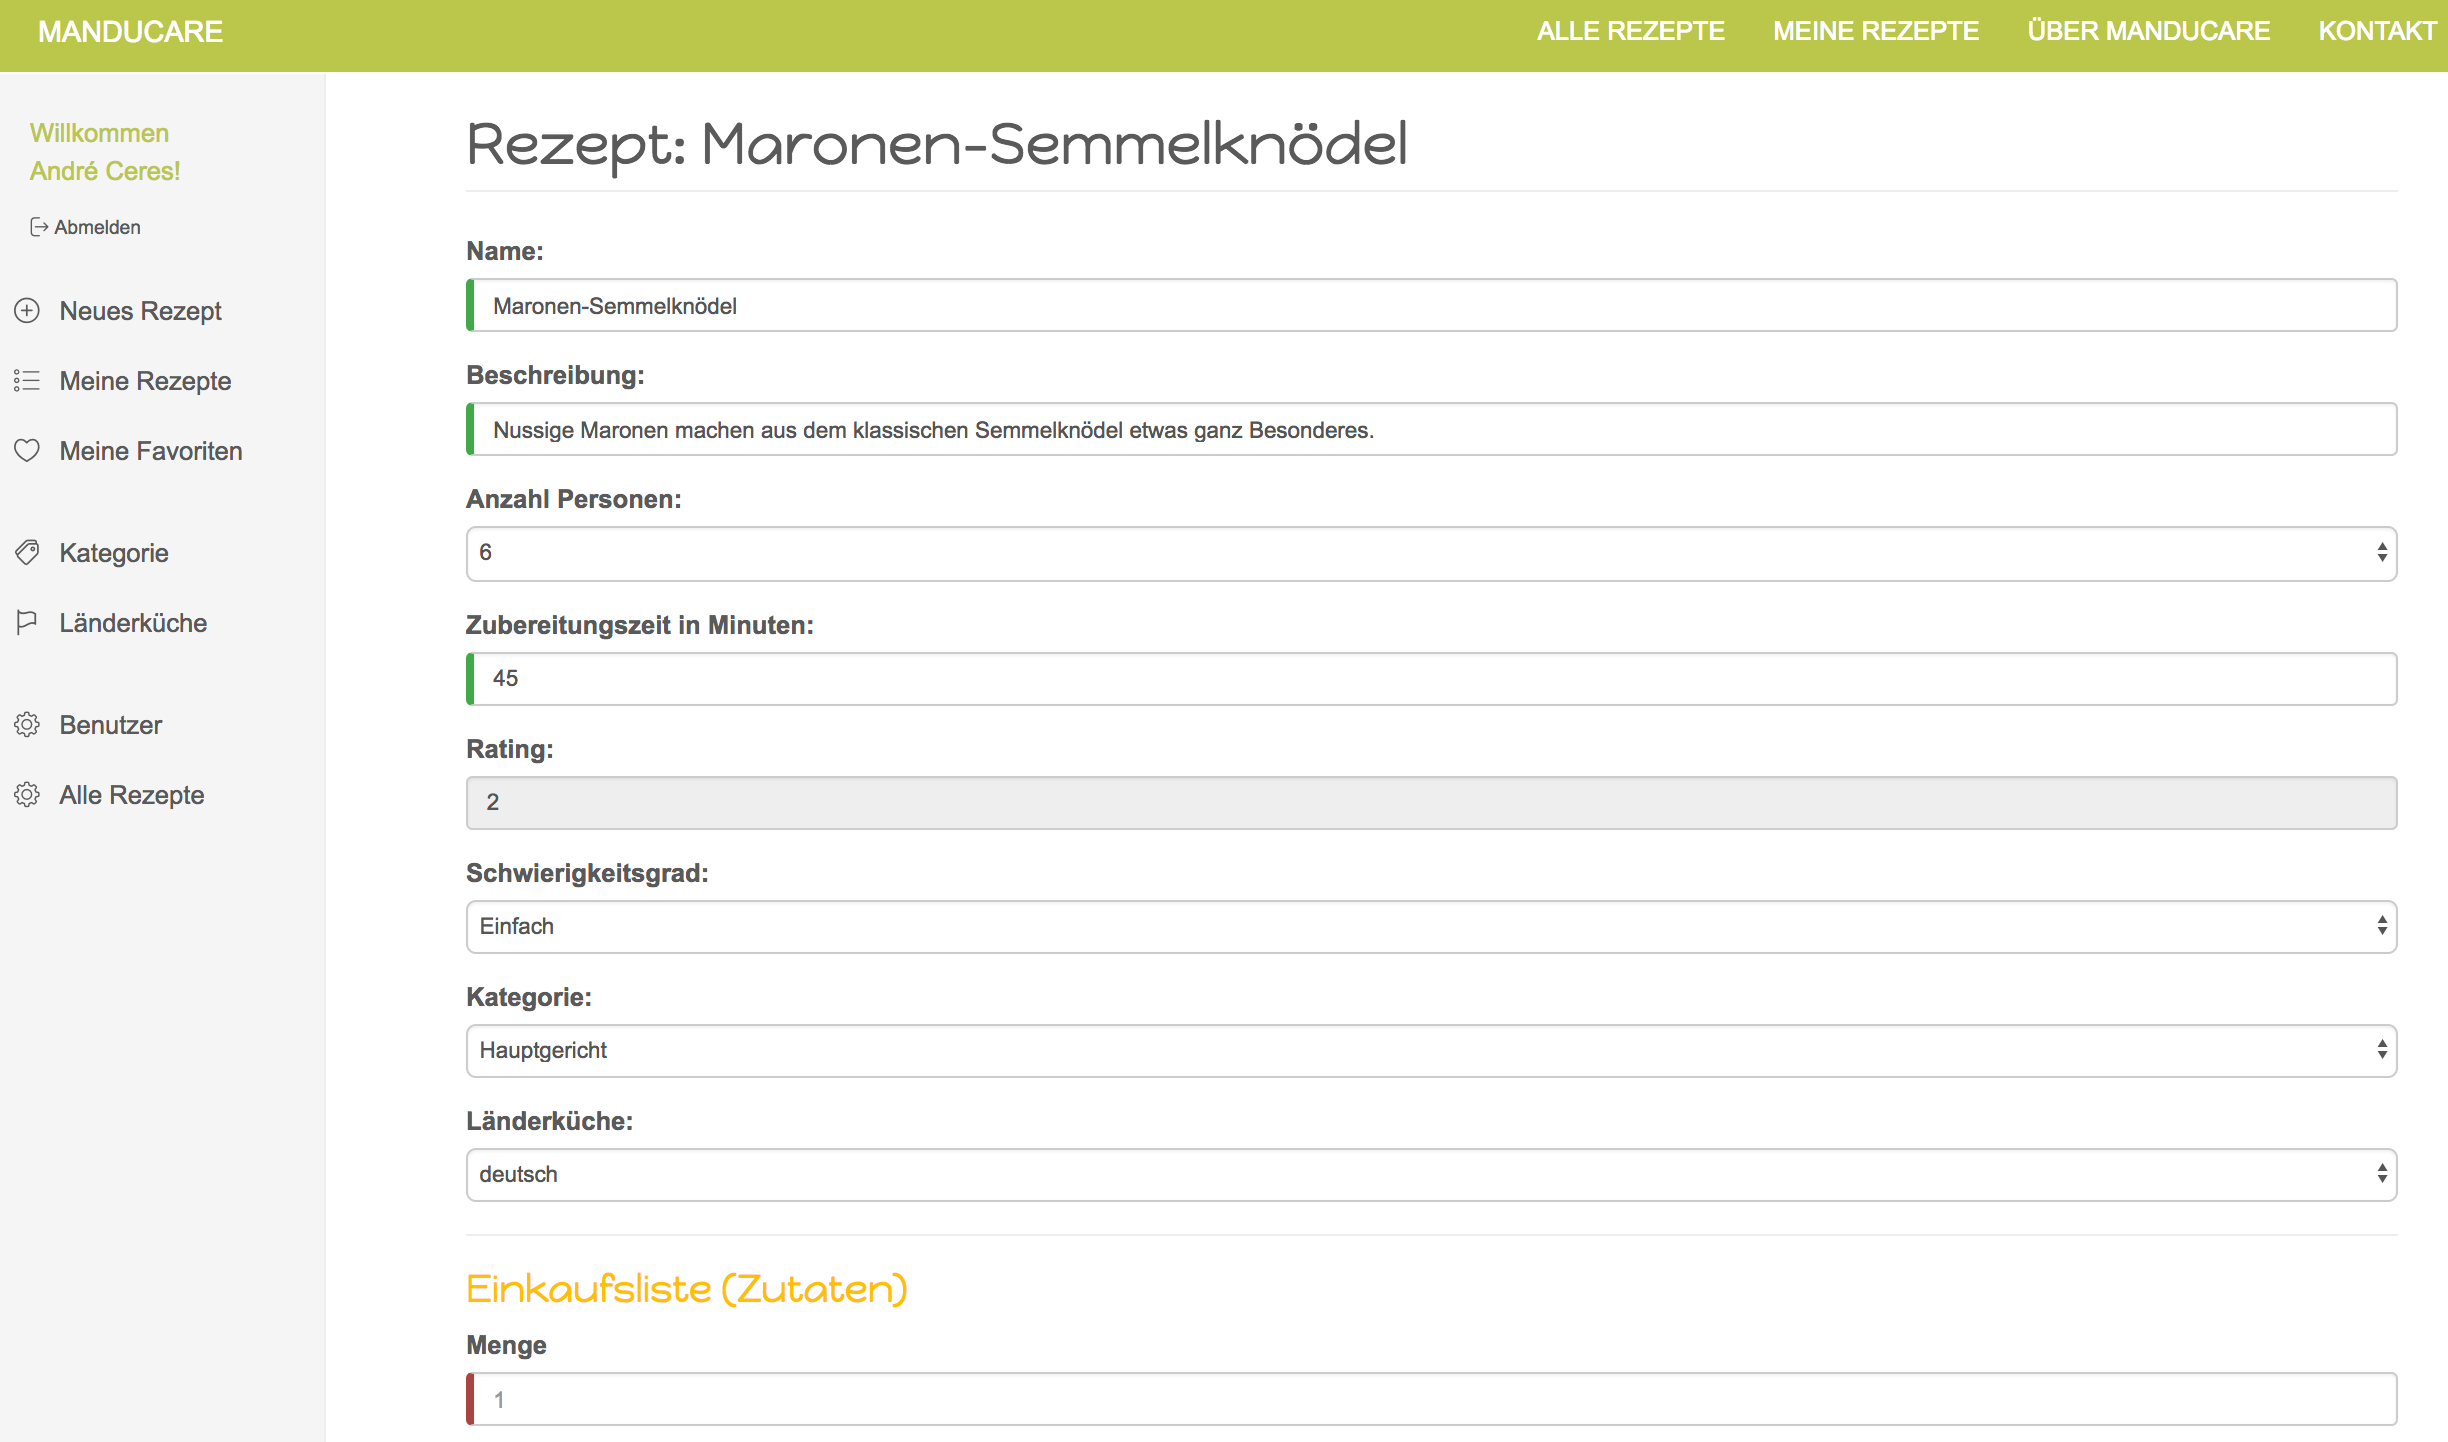 MANDUCARE
ALLE REZEPTE MEINE REZEPTE ÜBER MANDUCARE KONTAKT
Willkommen
André Ceres!
Abmelden
Neues Rezept
Meine Rezepte
Meine Favoriten
Kategorie
Länderküche
Benutzer
Alle Rezepte
Rezept: Maronen-Semmelknödel
Name:
Maronen-Semmelknödel
Beschreibung:
Nussige Maronen machen aus dem klassischen Semmelknödel etwas ganz Besonderes.
Anzahl Personen:
6
Zubereitungszeit in Minuten:
45
Rating:
2
Schwierigkeitsgrad:
Einfach
Kategorie:
Hauptgericht
Länderküche:
deutsch
Einkaufsliste (Zutaten)
Menge
1